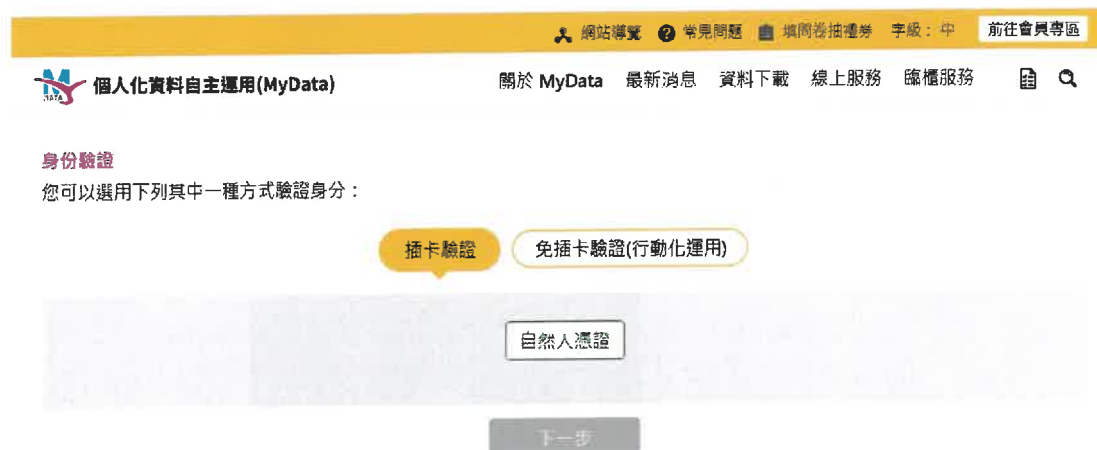 網站導覽 常見問題 填問卷抽禮券 字級：中 前往會員專區
MyDATA 個人化資料自主運用(MyData) 關於 MyData 最新消息 資料下載 線上服務 臨櫃服務
身份驗證
您可以選用下列其中一種方式驗證身分：
插卡驗證 免插卡驗證(行動化運用)
自然人憑證
下一步